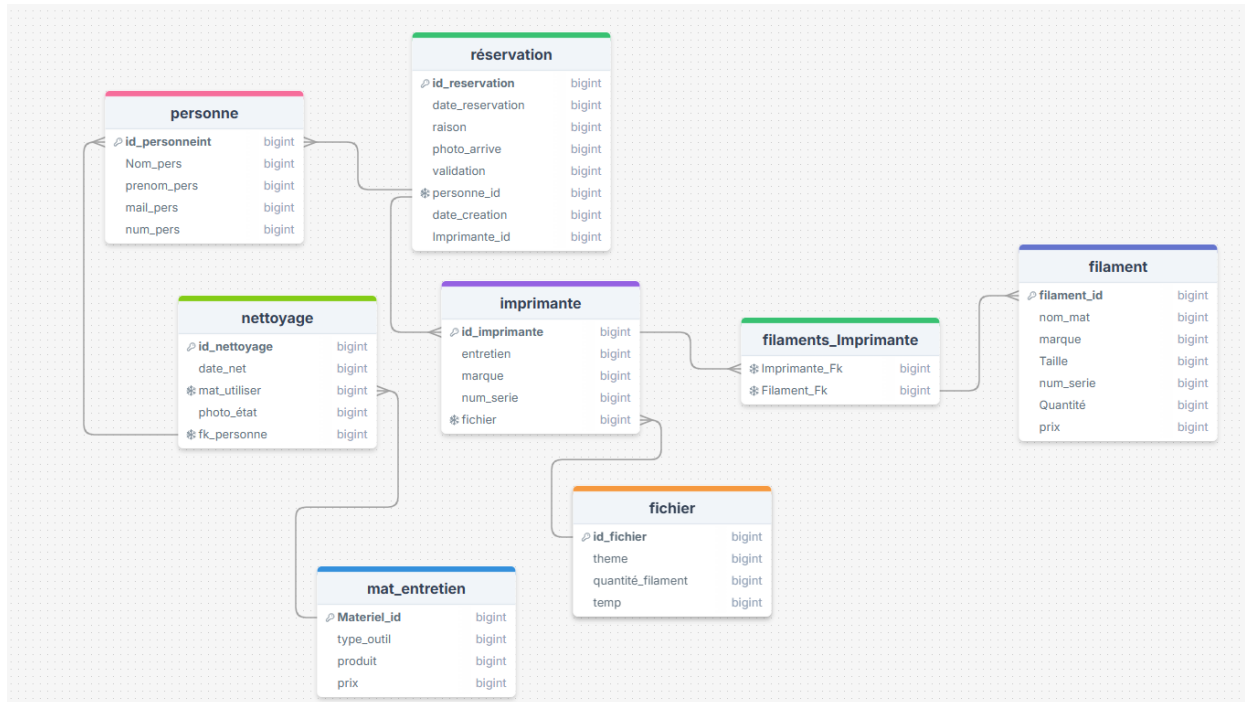 réservation
id_reservation bigint
date_reservation bigint
raison bigint
photo_arrive bigint
validation bigint
personne_id bigint
date_creation bigint
Imprimante_id bigint
personne
id_personneint bigint
Nom_pers bigint
prenom_pers bigint
mail_pers bigint
num_pers bigint
nettoyage
id_nettoyage bigint
date_net bigint
mat_utiliser bigint
photo_état bigint
fk_personne bigint
imprimante
id_imprimante bigint
entretien bigint
marque bigint
num_serie bigint
fichier bigint
filaments_Imprimante
Imprimante_Fk bigint
Filament_Fk bigint
filament
filament_id bigint
nom_mat bigint
marque bigint
Taille bigint
num_serie bigint
Quantité bigint
prix bigint
fichier
id_fichier bigint
theme bigint
quantité_filament bigint
temp bigint
mat_entretien
Materiel_id bigint
type_outil bigint
produit bigint
prix bigint